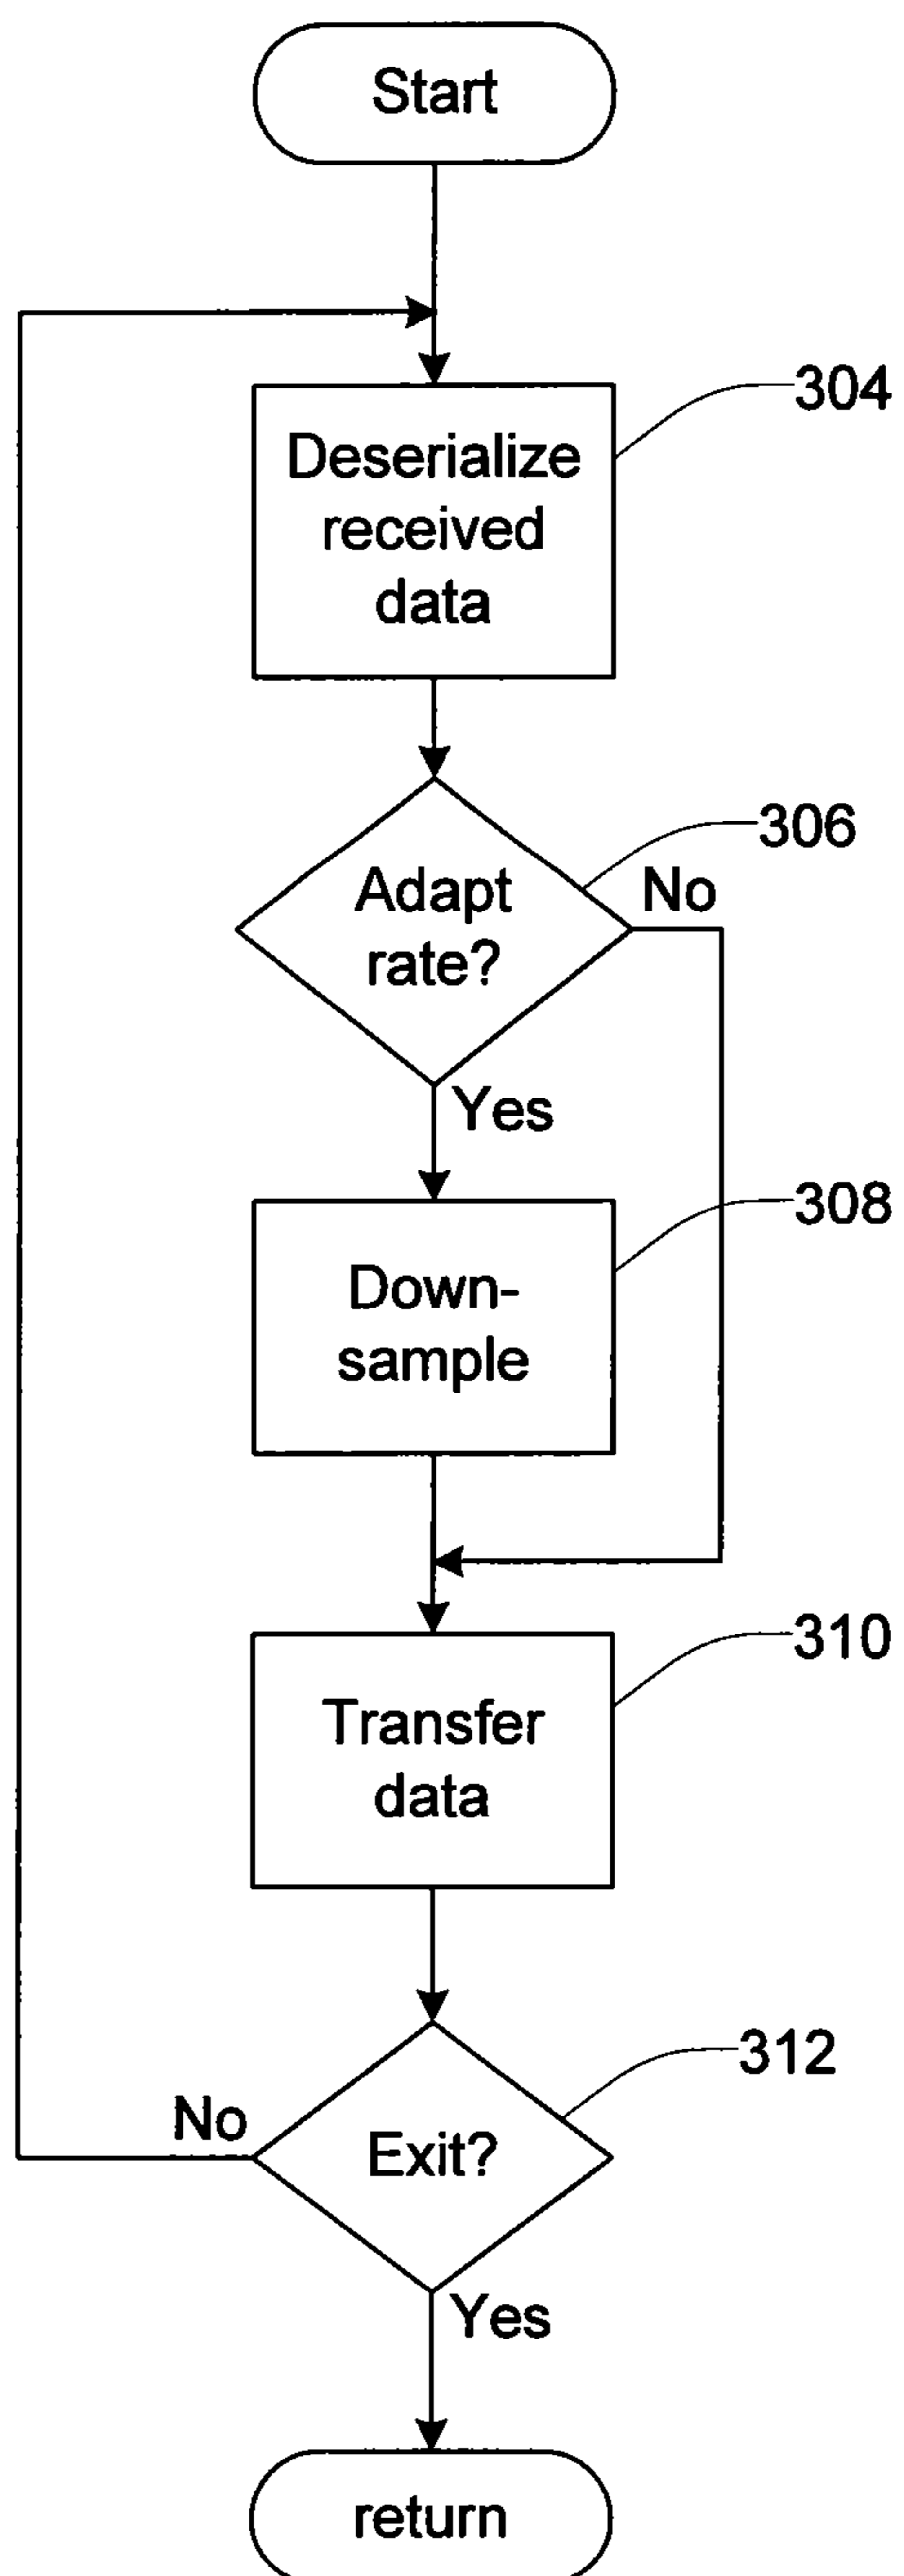 Start
304
Deserialize
received
data
306
Adapt
rate?
No
Yes
308
Down-
sample
310
Transfer
data
312
No
Exit?
Yes
return